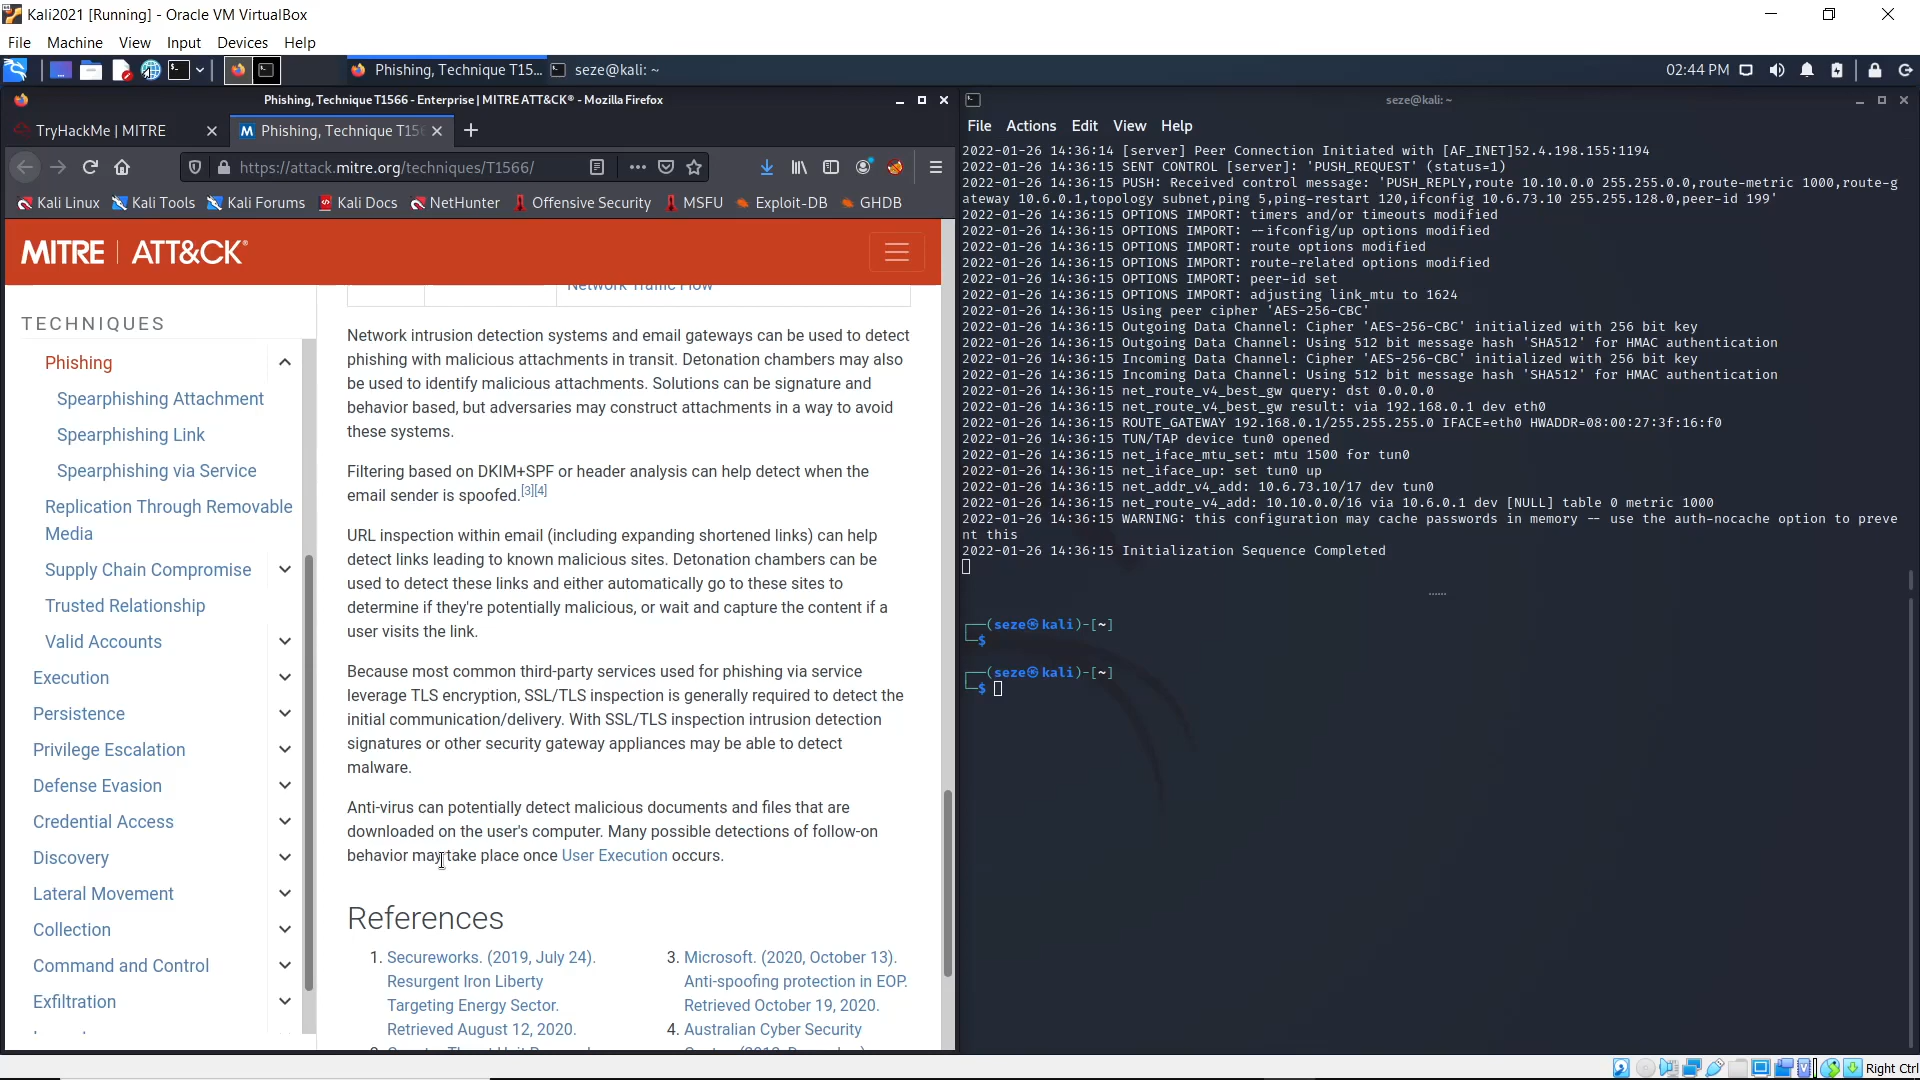 Kali2021 [Running] - Oracle VM VirtualBox
File Machine View Input Devices Help
Phishing, Technique T15... seze@kali: ~ 02:44 PM
Phishing, Technique T1566 - Enterprise | MITRE ATT&CK® - Mozilla Firefox
TryHackMe | MITRE
Phishing, Technique T156
https://attack.mitre.org/techniques/T1566/
Kali Linux Kali Tools Kali Forums Kali Docs NetHunter Offensive Security MSFU Exploit-DB GHDB
MITRE | ATT&CK®
TECHNIQUES
Phishing
Spearphishing Attachment
Spearphishing Link
Spearphishing via Service
Replication Through Removable
Media
Supply Chain Compromise
Trusted Relationship
Valid Accounts
Execution
Persistence
Privilege Escalation
Defense Evasion
Credential Access
Discovery
Lateral Movement
Collection
Command and Control
Exfiltration
Network Traffic Flow
Network intrusion detection systems and email gateways can be used to detect
phishing with malicious attachments in transit. Detonation chambers may also
be used to identify malicious attachments. Solutions can be signature and
behavior based, but adversaries may construct attachments in a way to avoid
these systems.
Filtering based on DKIM+SPF or header analysis can help detect when the
email sender is spoofed.[3][4]
URL inspection within email (including expanding shortened links) can help
detect links leading to known malicious sites. Detonation chambers can be
used to detect these links and either automatically go to these sites to
determine if they're potentially malicious, or wait and capture the content if a
user visits the link.
Because most common third-party services used for phishing via service
leverage TLS encryption, SSL/TLS inspection is generally required to detect the
initial communication/delivery. With SSL/TLS inspection intrusion detection
signatures or other security gateway appliances may be able to detect
malware.
Anti-virus can potentially detect malicious documents and files that are
downloaded on the user's computer. Many possible detections of follow-on
behavior may take place once User Execution occurs.
References
1. Secureworks. (2019, July 24).
Resurgent Iron Liberty
Targeting Energy Sector.
Retrieved August 12, 2020.
3. Microsoft. (2020, October 13).
Anti-spoofing protection in EOP.
Retrieved October 19, 2020.
4. Australian Cyber Security
seze@kali: ~
File Actions Edit View Help
2022-01-26 14:36:14 [server] Peer Connection Initiated with [AF_INET]52.4.198.155:1194
2022-01-26 14:36:15 SENT CONTROL [server]: 'PUSH_REQUEST' (status=1)
2022-01-26 14:36:15 PUSH: Received control message: 'PUSH_REPLY,route 10.10.0.0 255.255.0.0,route-metric 1000,route-g
ateway 10.6.0.1,topology subnet,ping 5,ping-restart 120,ifconfig 10.6.73.10 255.255.128.0,peer-id 199'
2022-01-26 14:36:15 OPTIONS IMPORT: timers and/or timeouts modified
2022-01-26 14:36:15 OPTIONS IMPORT: --ifconfig/up options modified
2022-01-26 14:36:15 OPTIONS IMPORT: route options modified
2022-01-26 14:36:15 OPTIONS IMPORT: route-related options modified
2022-01-26 14:36:15 OPTIONS IMPORT: peer-id set
2022-01-26 14:36:15 OPTIONS IMPORT: adjusting link_mtu to 1624
2022-01-26 14:36:15 Using peer cipher 'AES-256-CBC'
2022-01-26 14:36:15 Outgoing Data Channel: Cipher 'AES-256-CBC' initialized with 256 bit key
2022-01-26 14:36:15 Outgoing Data Channel: Using 512 bit message hash 'SHA512' for HMAC authentication
2022-01-26 14:36:15 Incoming Data Channel: Cipher 'AES-256-CBC' initialized with 256 bit key
2022-01-26 14:36:15 Incoming Data Channel: Using 512 bit message hash 'SHA512' for HMAC authentication
2022-01-26 14:36:15 net_route_v4_best_gw query: dst 0.0.0.0
2022-01-26 14:36:15 net_route_v4_best_gw result: via 192.168.0.1 dev eth0
2022-01-26 14:36:15 ROUTE_GATEWAY 192.168.0.1/255.255.255.0 IFACE=eth0 HWADDR=08:00:27:3f:16:f0
2022-01-26 14:36:15 TUN/TAP device tun0 opened
2022-01-26 14:36:15 net_iface_mtu_set: mtu 1500 for tun0
2022-01-26 14:36:15 net_iface_up: set tun0 up
2022-01-26 14:36:15 net_addr_v4_add: 10.6.73.10/17 dev tun0
2022-01-26 14:36:15 net_route_v4_add: 10.10.0.0/16 via 10.6.0.1 dev [NULL] table 0 metric 1000
2022-01-26 14:36:15 WARNING: this configuration may cache passwords in memory -- use the auth-nocache option to preve
nt this
2022-01-26 14:36:15 Initialization Sequence Completed
┌──(seze㉿kali)-[~]
└─$
┌──(seze㉿kali)-[~]
└─$
Right Ctrl